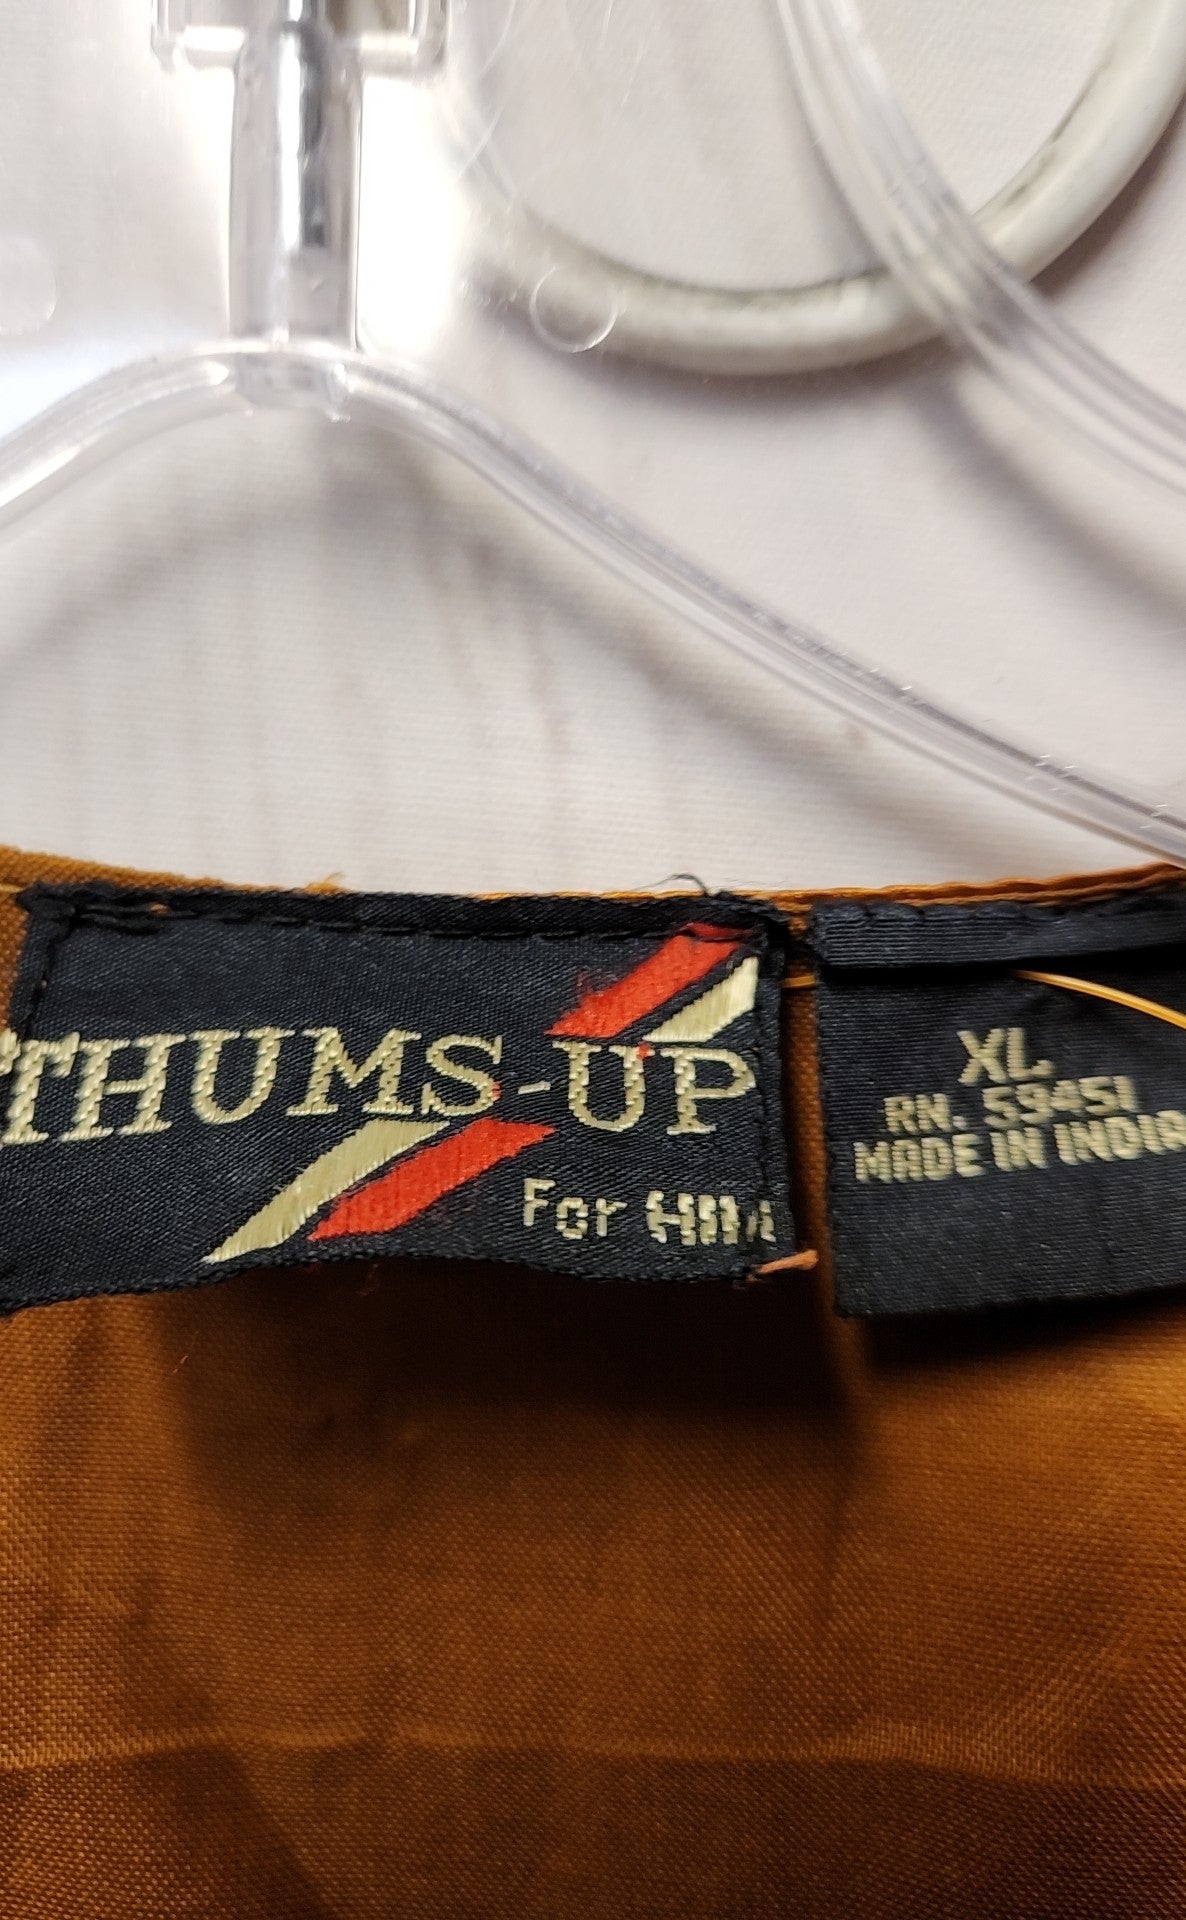 THUMS-UP
For HIM
XL
RN. 59451
MADE IN INDIA